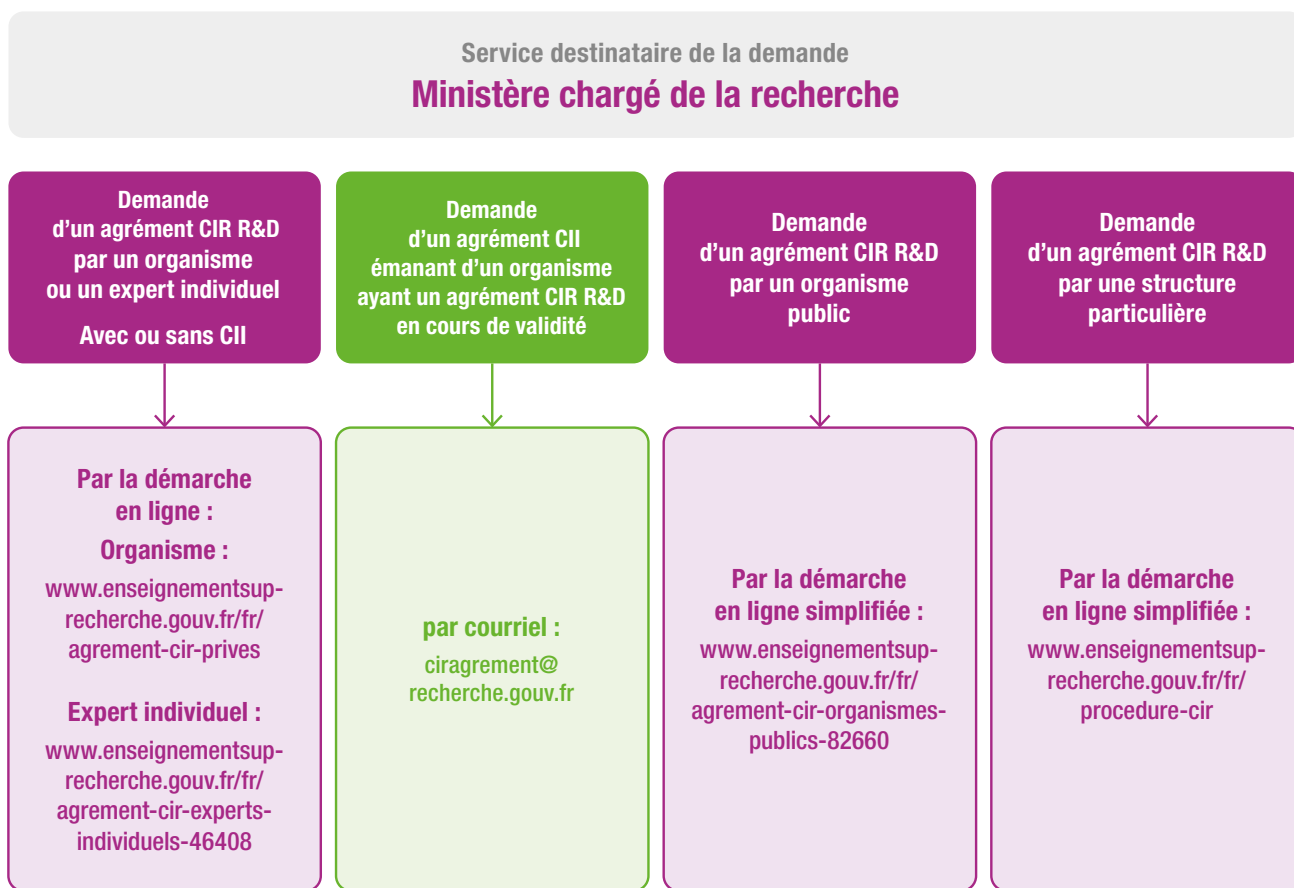 Service destinataire de la demande
Ministère chargé de la recherche
Demande
d’un agrément CIR R&D
par un organisme
ou un expert individuel
Avec ou sans CII
Demande
d’un agrément CII
émanant d’un organisme
ayant un agrément CIR R&D
en cours de validité
Demande
d’un agrément CIR R&D
par un organisme
public
Demande
d’un agrément CIR R&D
par une structure
particulière
Par la démarche
en ligne :
Organisme :
www.enseignementsup-
recherche.gouv.fr/fr/
agrement-cir-prives
Expert individuel :
www.enseignementsup-
recherche.gouv.fr/fr/
agrement-cir-experts-
individuels-46408
par courriel :
ciragrement@
recherche.gouv.fr
Par la démarche
en ligne simplifiée :
www.enseignementsup-
recherche.gouv.fr/fr/
agrement-cir-organismes-
publics-82660
Par la démarche
en ligne simplifiée :
www.enseignementsup-
recherche.gouv.fr/fr/
procedure-cir